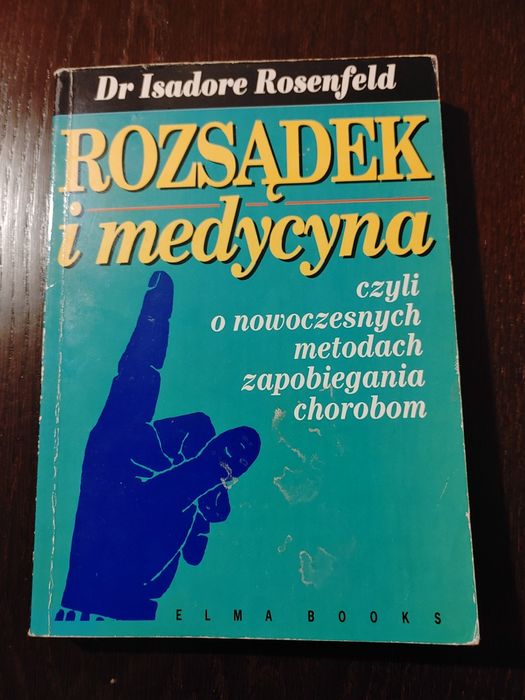 Dr Isadore Rosenfeld
ROZSĄDEK
i medycyna
czyli
o nowoczesnych
metodach
zapobiegania
chorobom
ELMA BOOKS